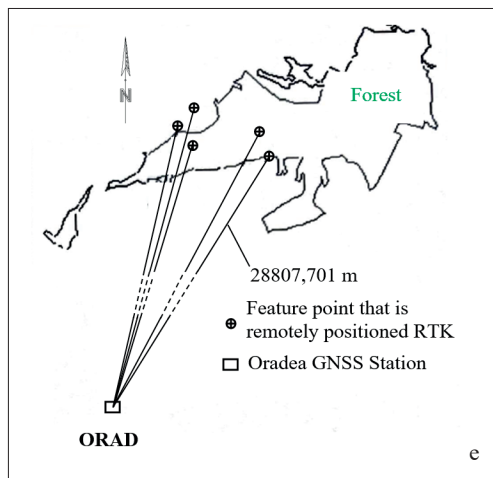 N
Forest
28807,701 m
Feature point that is
remotely positioned RTK
Oradea GNSS Station
ORAD
e